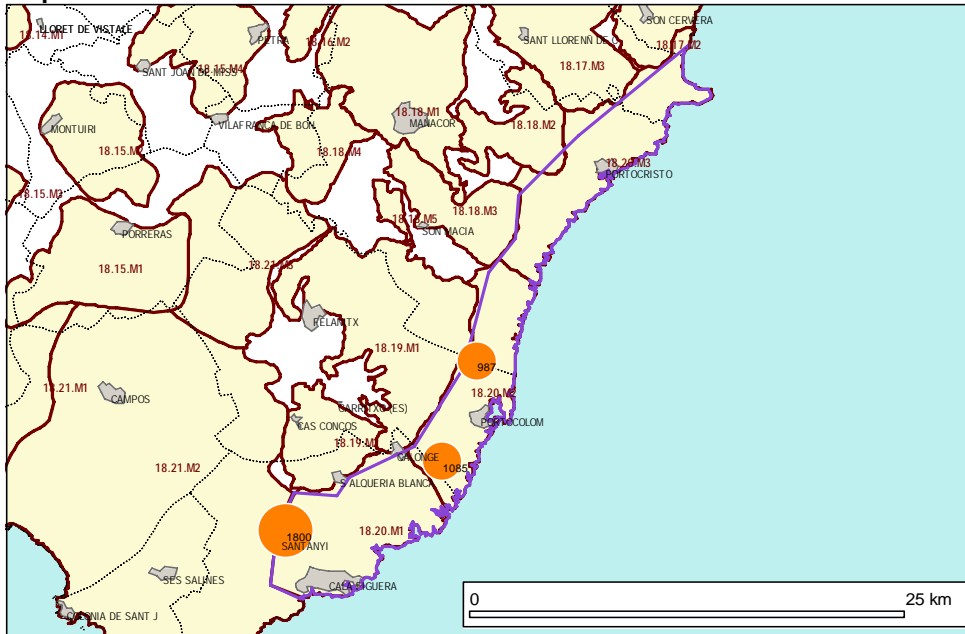 SON CERVERA
LLORET DE VISTALE
18.14.M1
PETRA
18.16.M2
SANT LLORENÑ DE C
18.17.M2
SANT JOAN DE MISS
18.15.M4
18.17.M3
18.18.M1
MANACOR
MONTUIRI
VILAFRANCA DE BON
18.18.M2
18.15.M
18.18.M4
18.20.M3
PORTOCRISTO
18.15.M3
18.18.M3
18.18.M5
SON MACIA
PORRERAS
18.15.M1
18.21.M3
FELANITX
18.19.M1
987
18.21.M1
CAMPOS
18.20.M2
CARRITXO (ES)
CAS CONCOS
PORTOCOLOM
18.19.M
CALONGE
18.21.M2
1085
S ALQUERIA BLANCA
1800
18.20.M1
SANTANYI
SES SALINES
CALA FIGUERA
COLONIA DE SANT J
0
25 km